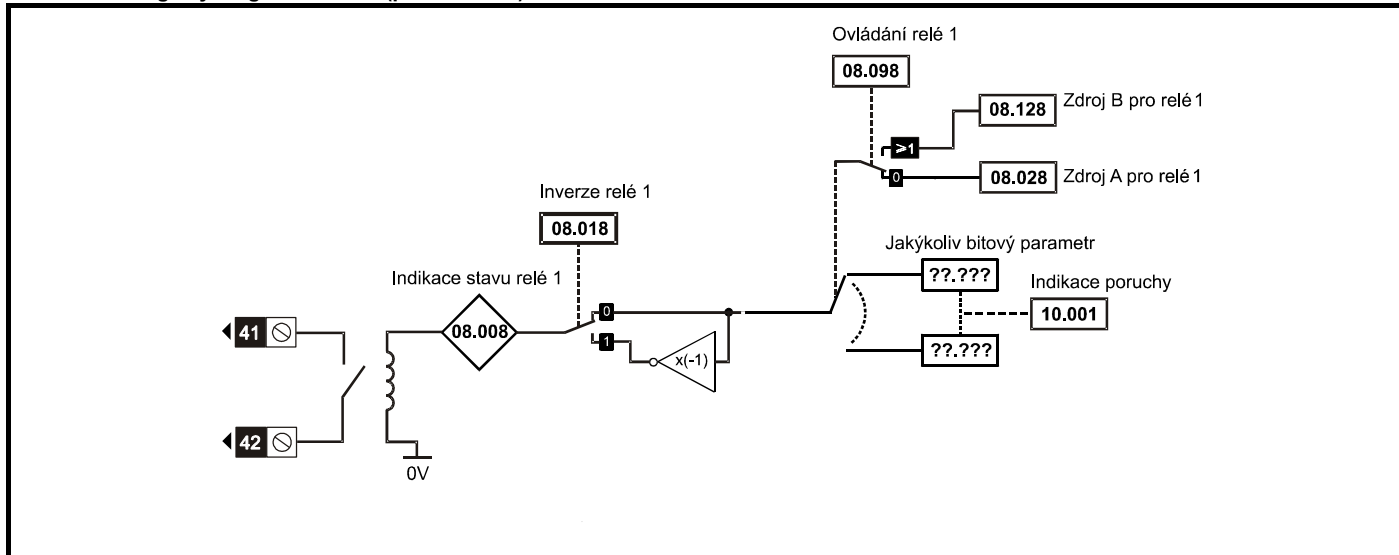 Ovládání relé 1
08.098
Zdroj B pro relé 1
08.128
≥1
Zdroj A pro relé 1
08.028
0
Inverze relé 1
08.018
Jakýkoliv bitový parametr
??.???
Indikace poruchy
10.001
??.???
Indikace stavu relé 1
08.008
0
1
x(-1)
41
42
0V